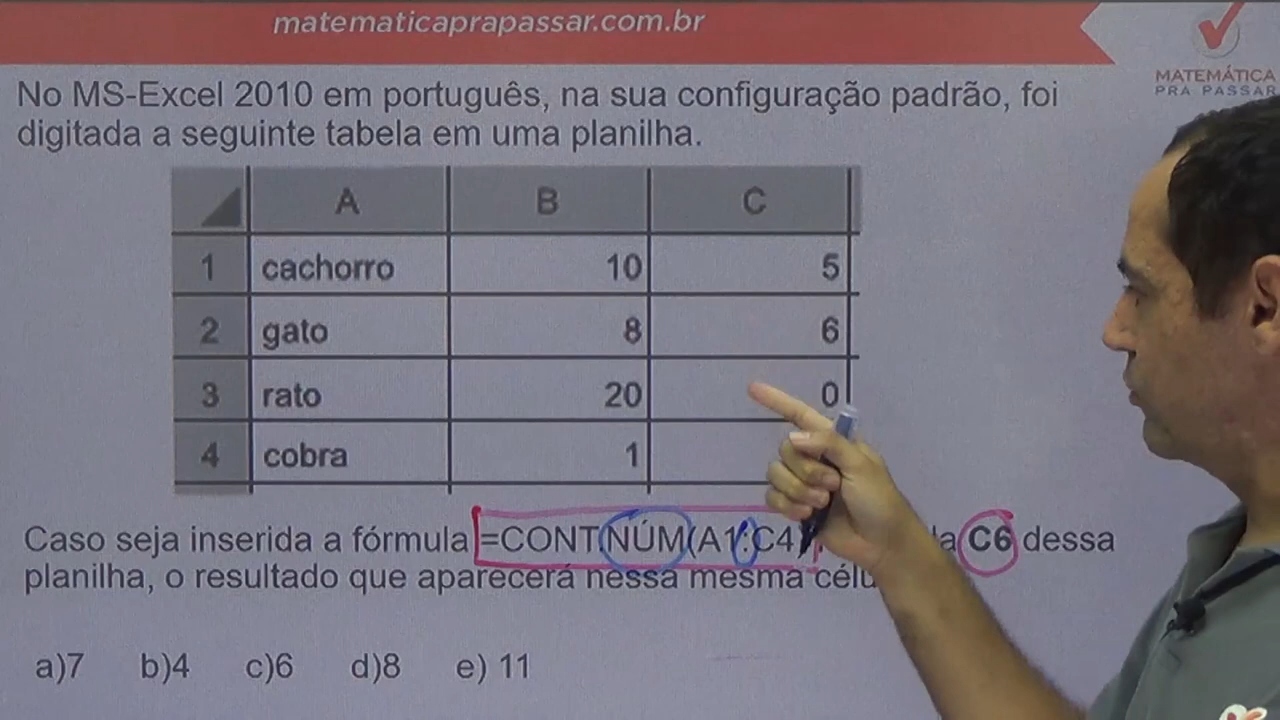 matematicaprapassar.com.br
MATEMÁTICA
PRA PASSAR
No MS-Excel 2010 em português, na sua configuração padrão, foi
digitada a seguinte tabela em uma planilha.
A B C
1 cachorro 10 5
2 gato 8 6
3 rato 20 0
4 cobra 1
Caso seja inserida a fórmula =CONT.NÚM(A1:C4) C6 dessa
planilha, o resultado que aparecerá nessa mesma
a)7 b)4 c)6 d)8 e) 11